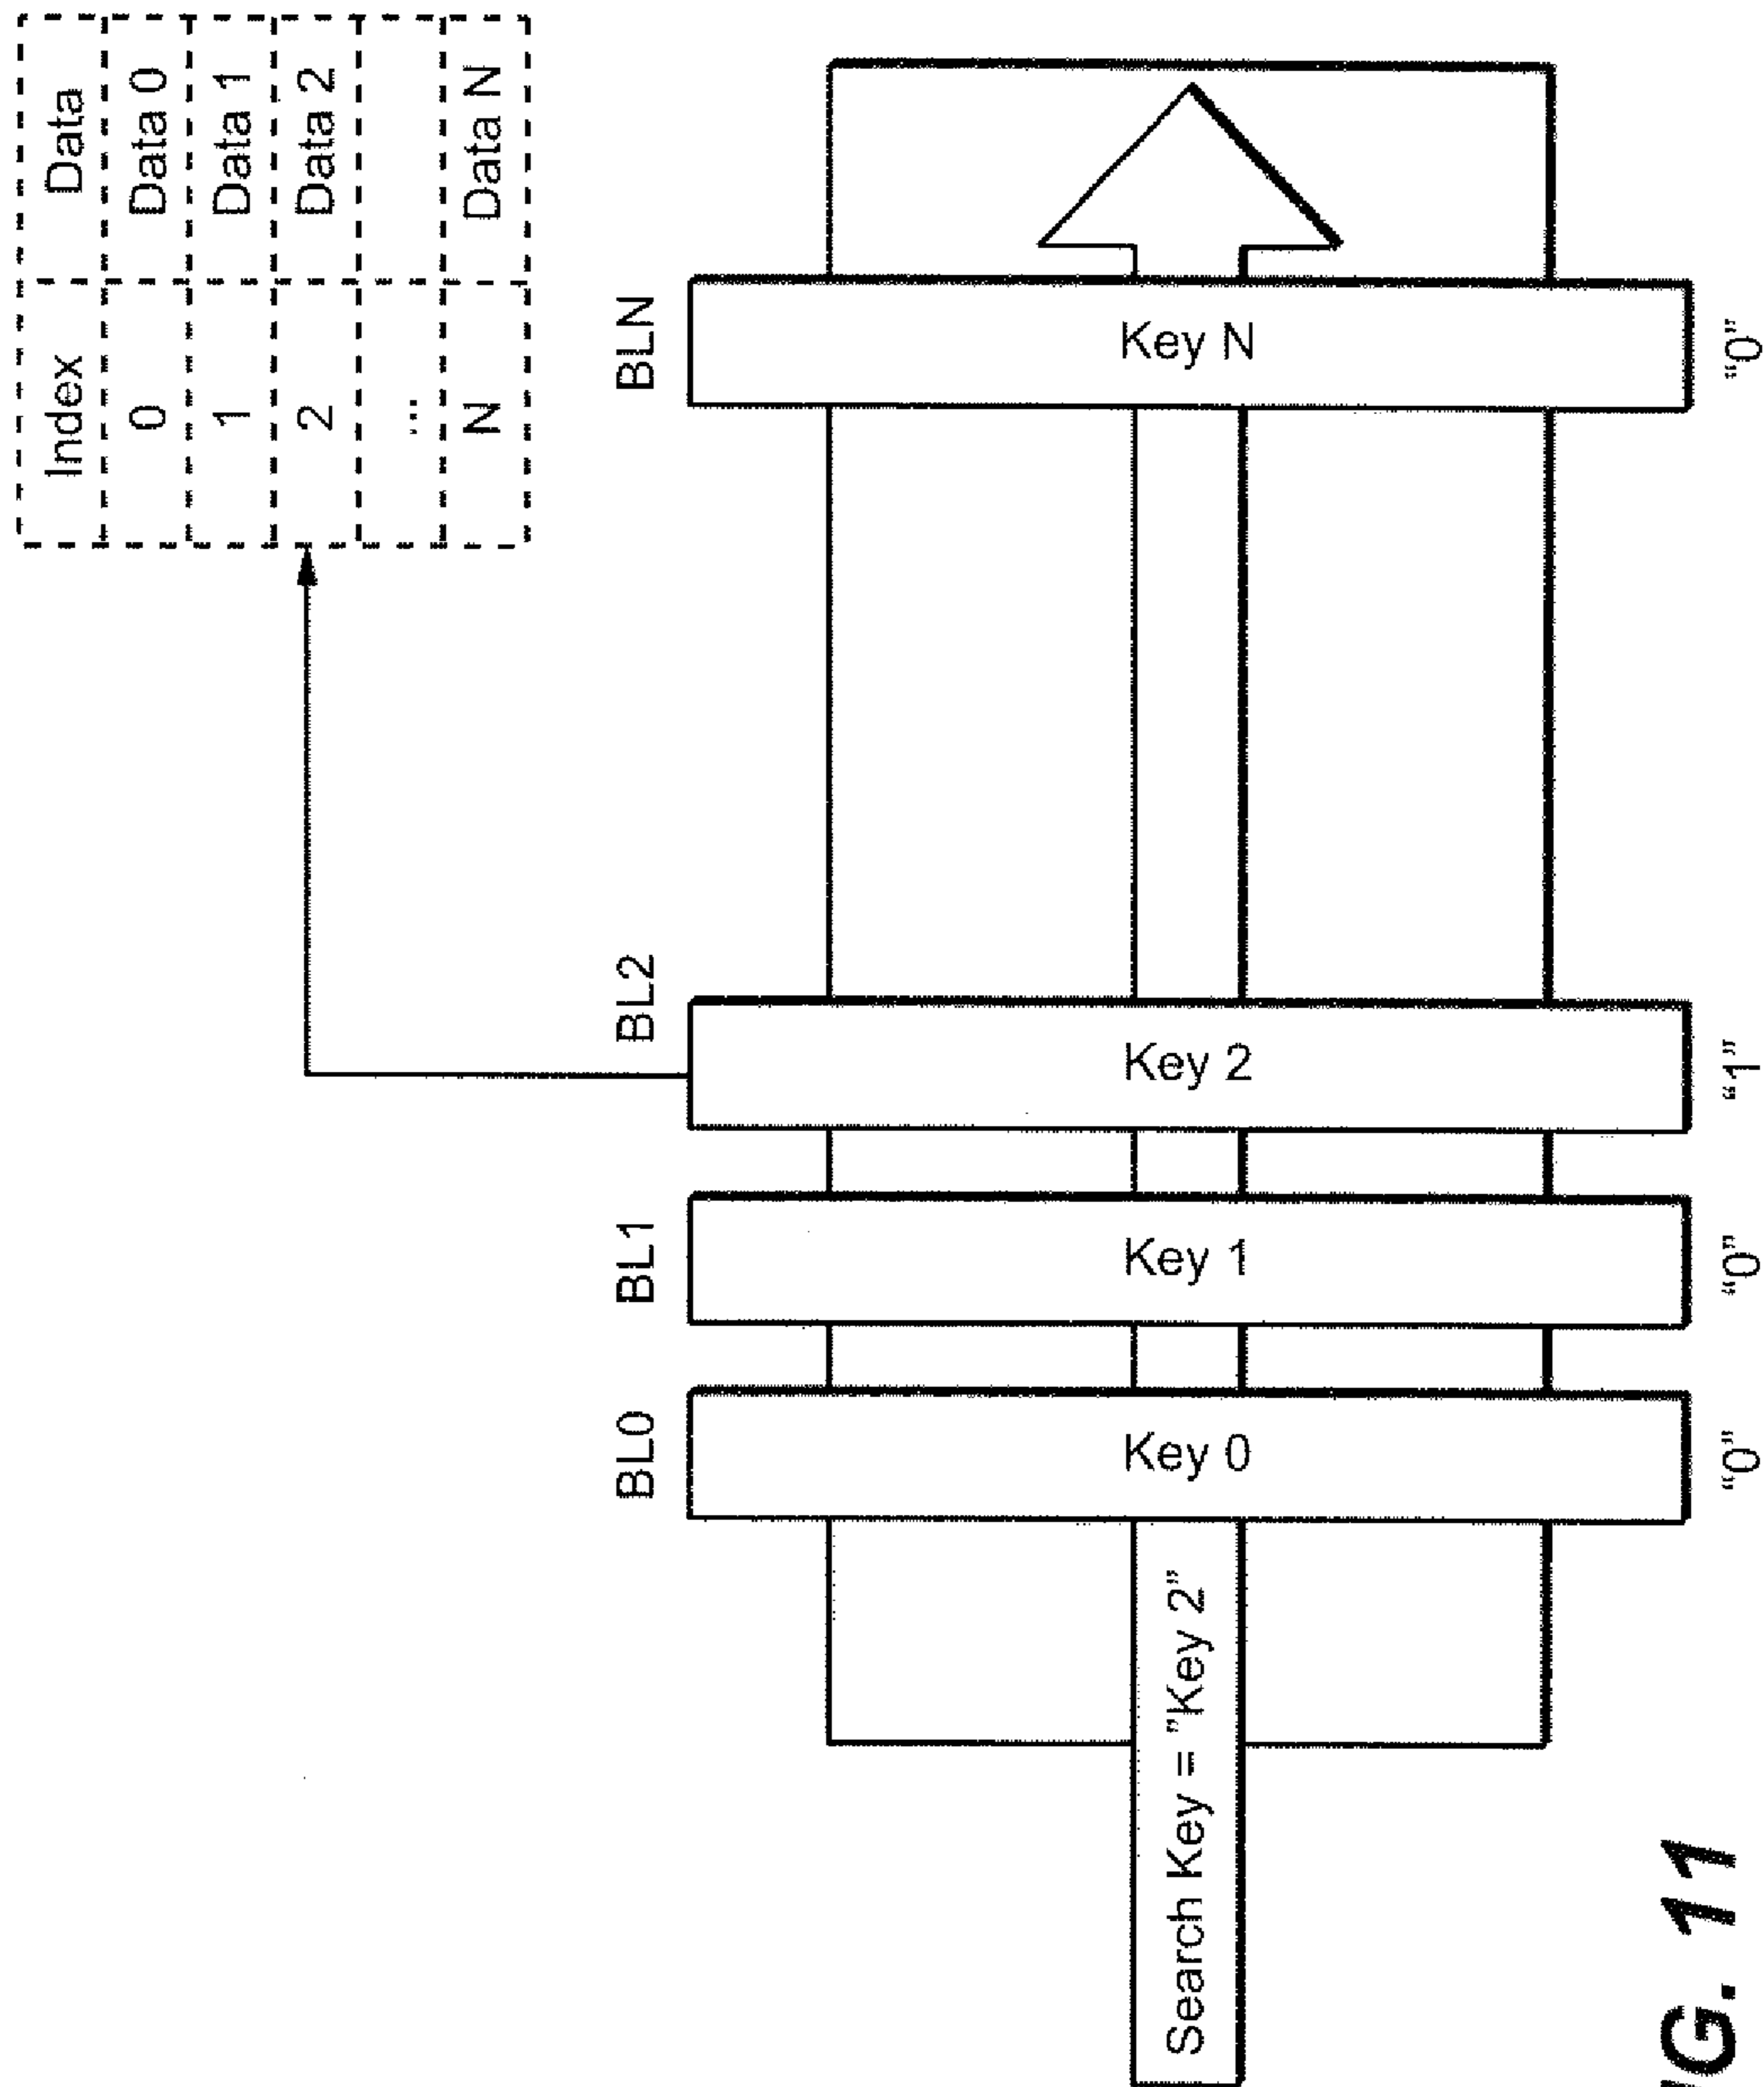 Index Data
0 Data 0
1 Data 1
2 Data 2
...
N Data N
BL0 BL1 BL2 BLN
Search Key = "Key 2" Key 0 Key 1 Key 2 Key N
“0” “0” “1” “0”
G. 11